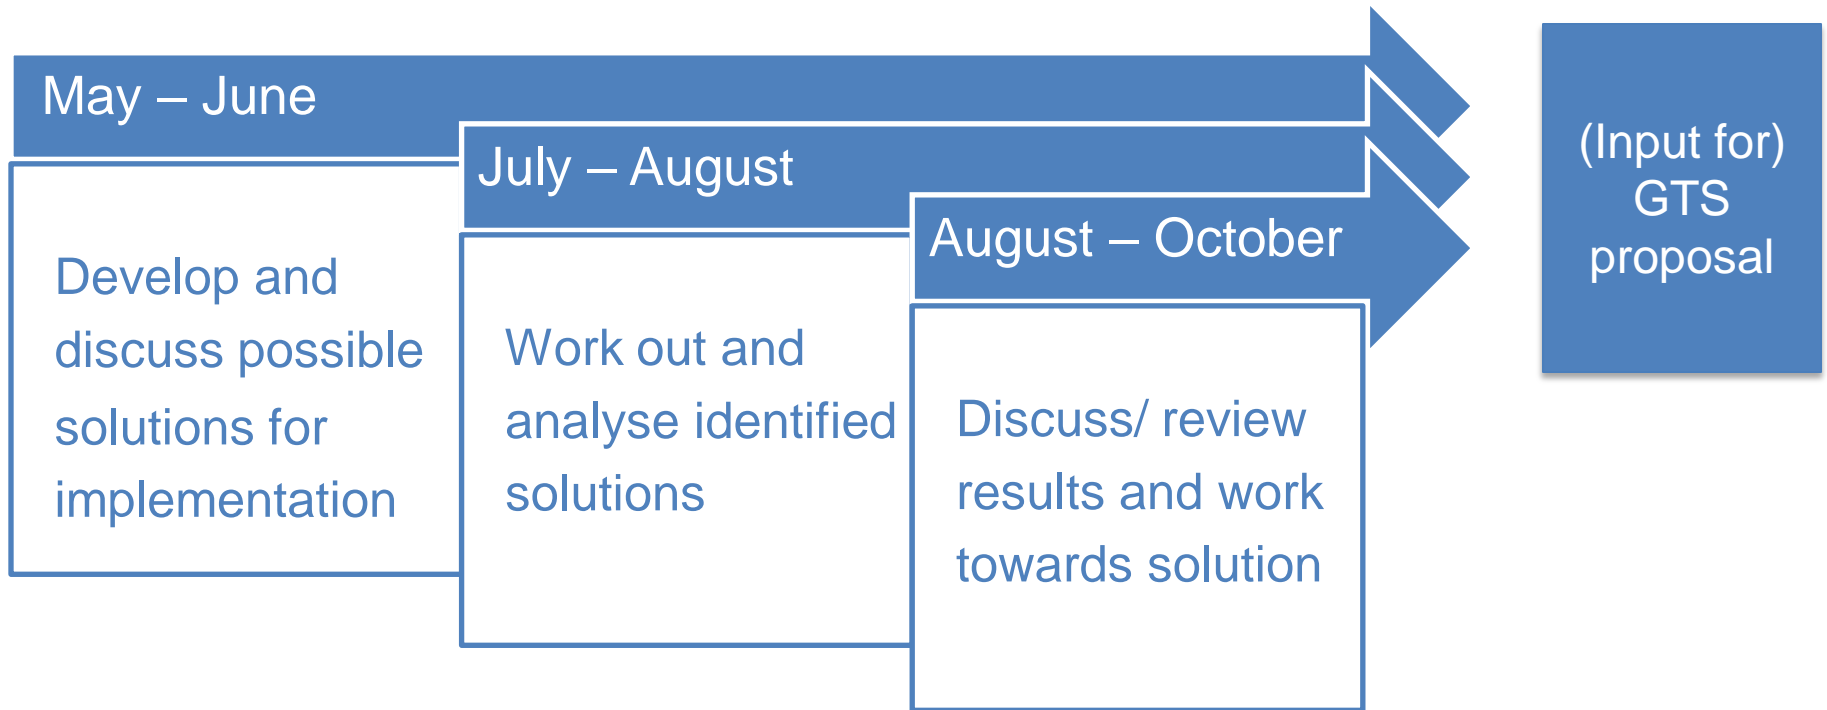 May – June
Develop and
discuss possible
solutions for
implementation
July – August
Work out and
analyse identified
solutions
August – October
Discuss/ review
results and work
towards solution
(Input for)
GTS
proposal